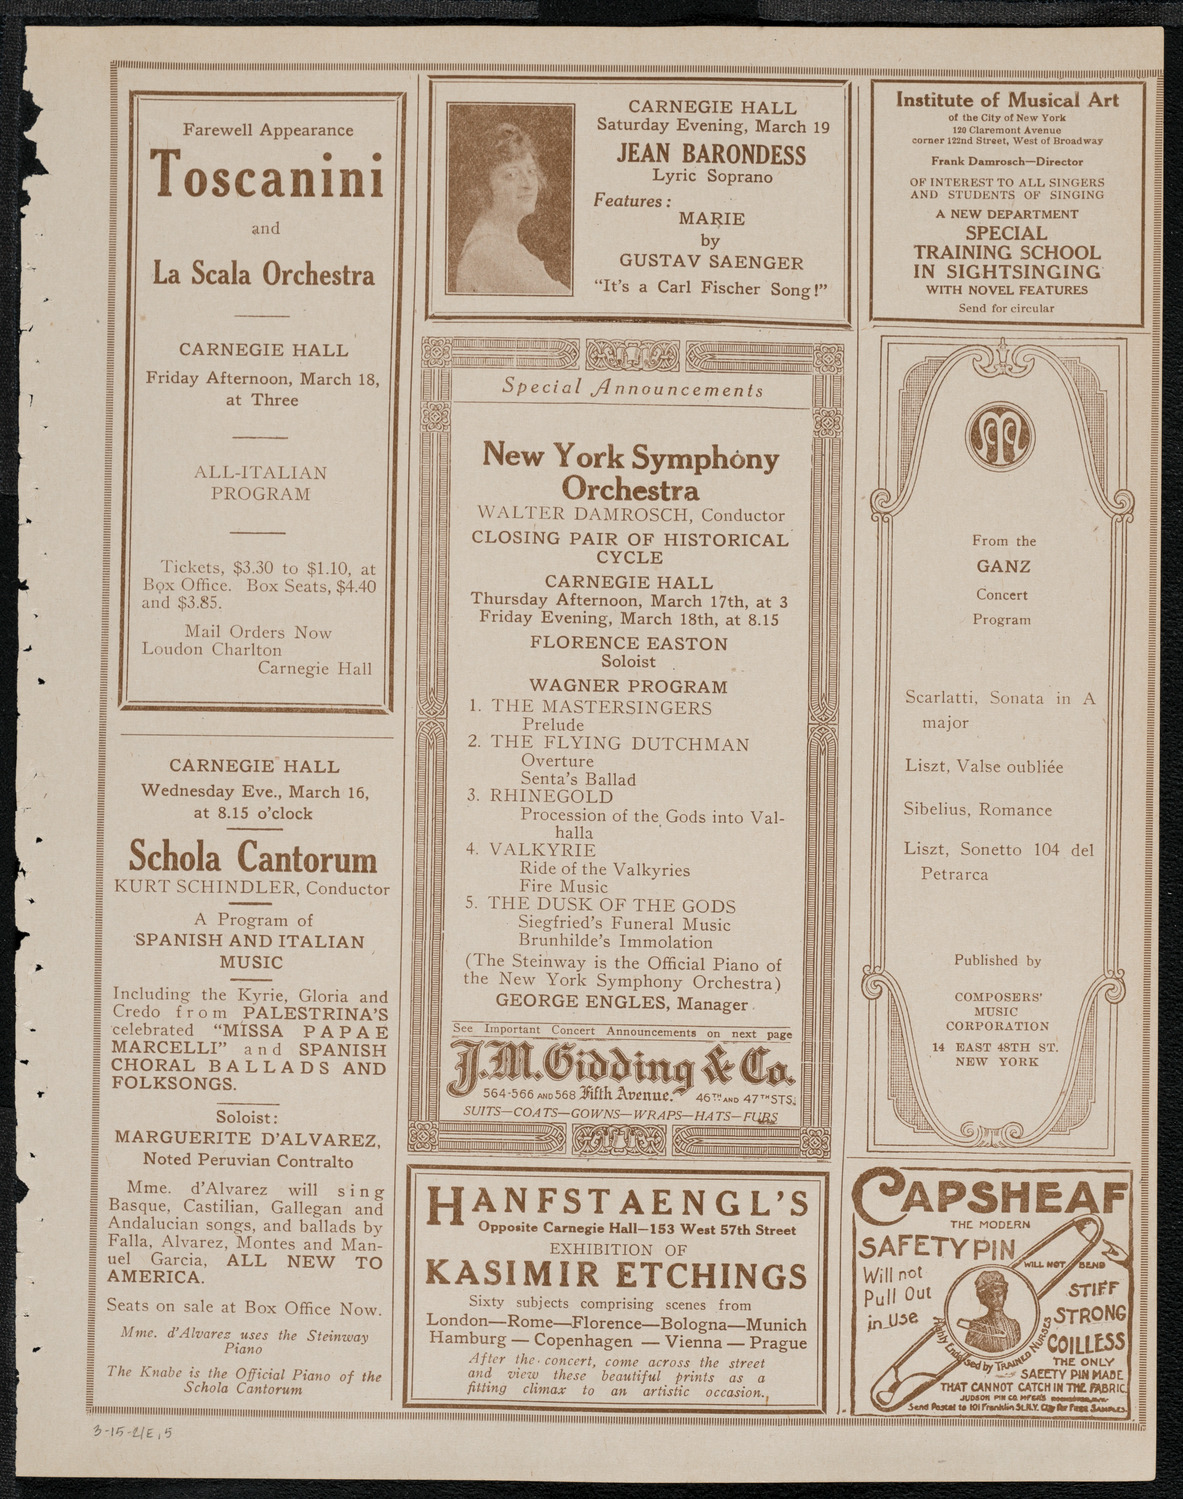 Farewell Appearance
Toscanini
and
La Scala Orchestra
CARNEGIE HALL
Friday Afternoon, March 18,
at Three
ALL-ITALIAN
PROGRAM
Tickets, $3.30 to $1.10, at
Box Office. Box Seats, $4.40
and $3.85.
Mail Orders Now
Loudon Charlton
Carnegie Hall
CARNEGIE HALL
Wednesday Eve., March 16,
at 8.15 o'clock
Schola Cantorum
KURT SCHINDLER, Conductor
A Program of
SPANISH AND ITALIAN
MUSIC
Including the Kyrie, Gloria and
Credo from PALESTRINA'S
celebrated "MISSA PAPAE
MARCELLI" and SPANISH
CHORAL BALLADS AND
FOLKSONGS.
Soloist:
MARGUERITE D'ALVAREZ,
Noted Peruvian Contralto
Mme. d'Alvarez will sing
Basque, Castilian, Gallegan and
Andalucian songs, and ballads by
Falla, Alvarez, Montes and Man-
uel Garcia, ALL NEW TO
AMERICA.
Seats on sale at Box Office Now.
Mme. d'Alvarez uses the Steinway
Piano
The Knabe is the Official Piano of the
Schola Cantorum
CARNEGIE HALL
Saturday Evening, March 19
JEAN BARONDESS
Lyric Soprano
Features:
MARIE
by
GUSTAV SAENGER
"It's a Carl Fischer Song!"
Special Announcements
New York Symphony
Orchestra
WALTER DAMROSCH, Conductor
CLOSING PAIR OF HISTORICAL
CYCLE
CARNEGIE HALL
Thursday Afternoon, March 17th, at 3
Friday Evening, March 18th, at 8.15
FLORENCE EASTON
Soloist
WAGNER PROGRAM
1. THE MASTERSINGERS
Prelude
2. THE FLYING DUTCHMAN
Overture
Senta's Ballad
3. RHINEGOLD
Procession of the Gods into Val-
halla
4. VALKYRIE
Ride of the Valkyries
Fire Music
5. THE DUSK OF THE GODS
Siegfried's Funeral Music
Brunhilde's Immolation
(The Steinway is the Official Piano of
the New York Symphony Orchestra)
GEORGE ENGLES, Manager
See Important Concert Announcements on next page
J.M. Gidding & Co.
564-566 AND 568 Fifth Avenue. 46TH AND 47TH STS.
SUITS—COATS—GOWNS—WRAPS—HATS—FURS
HANFSTAENGL'S
Opposite Carnegie Hall—153 West 57th Street
EXHIBITION OF
KASIMIR ETCHINGS
Sixty subjects comprising scenes from
London—Rome—Florence—Bologna—Munich
Hamburg — Copenhagen — Vienna — Prague
After the concert, come across the street
and view these beautiful prints as a
fitting climax to an artistic occasion.
Institute of Musical Art
of the City of New York
120 Claremont Avenue
corner 122nd Street, West of Broadway
Frank Damrosch—Director
OF INTEREST TO ALL SINGERS
AND STUDENTS OF SINGING
A NEW DEPARTMENT
SPECIAL
TRAINING SCHOOL
IN SIGHTSINGING
WITH NOVEL FEATURES
Send for circular
From the
GANZ
Concert
Program
Scarlatti, Sonata in A
major
Liszt, Valse oubliée
Sibelius, Romance
Liszt, Sonetto 104 del
Petrarca
Published by
COMPOSERS'
MUSIC
CORPORATION
14 EAST 48TH ST.
NEW YORK
CAPSHEAF
THE MODERN
SAFETY PIN
WILL NOT BEND
Will not
Pull Out
in Use
STIFF
STRONG
COILLESS
Highly Endorsed by TRAINED NURSES
THE ONLY
SAFETY PIN MADE
THAT CANNOT CATCH IN THE FABRIC.
JUDSON PIN CO. MFR'S
Send Postal to 101 Franklin St. N.Y. City for Free SAMPLES.
3-15-21E, 5